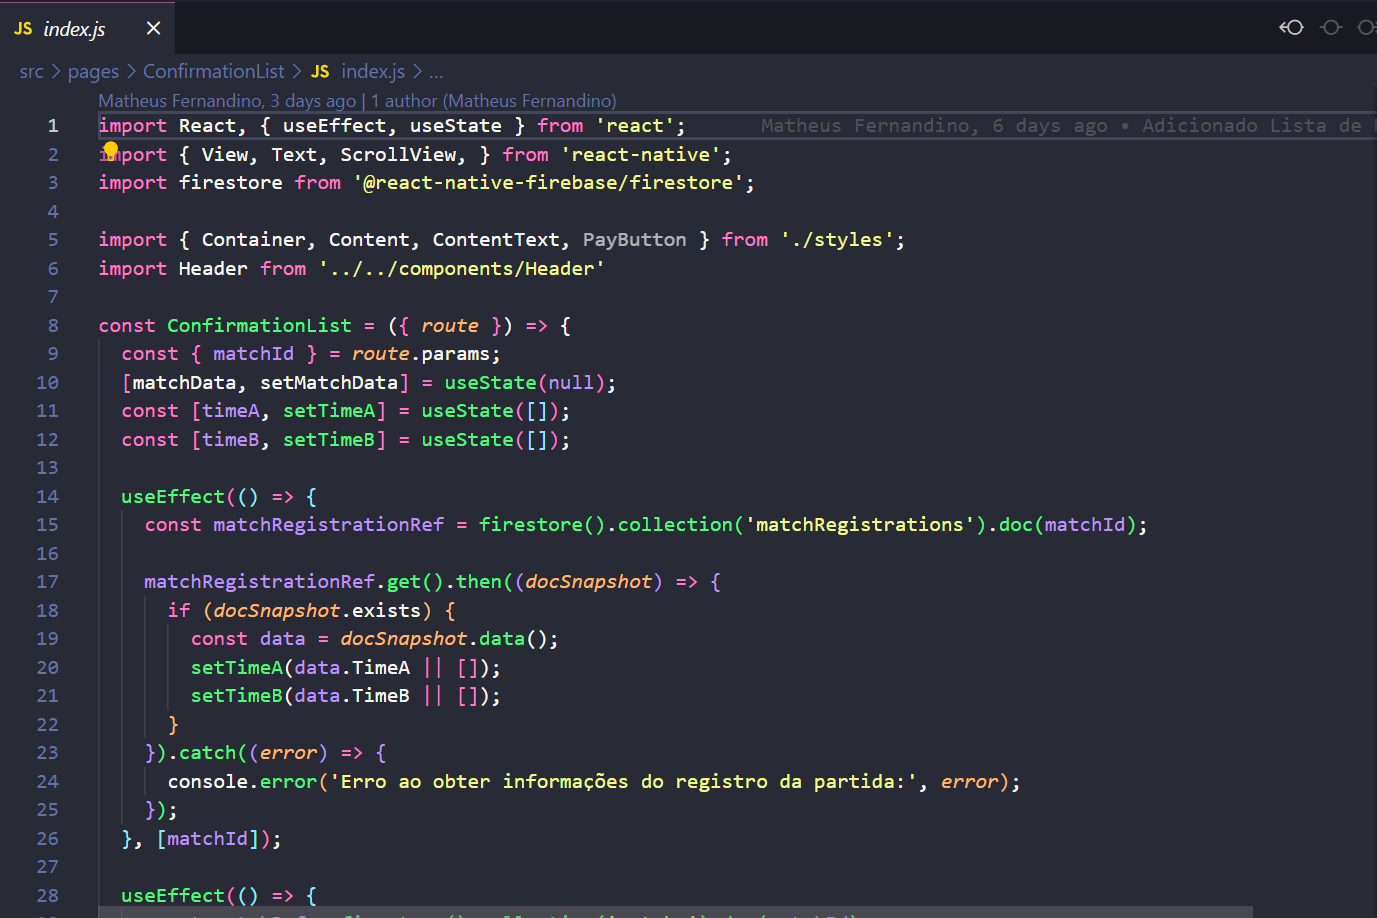 JS index.js
src > pages > ConfirmationList > JS index.js > ...
Matheus Fernandino, 3 days ago | 1 author (Matheus Fernandino)
1 import React, { useEffect, useState } from 'react'; Matheus Fernandino, 6 days ago • Adicionado Lista de
2 import { View, Text, ScrollView, } from 'react-native';
3 import firestore from '@react-native-firebase/firestore';
4
5 import { Container, Content, ContentText, PayButton } from './styles';
6 import Header from '../../components/Header'
7
8 const ConfirmationList = ({ route }) => {
9 const { matchId } = route.params;
10 [matchData, setMatchData] = useState(null);
11 const [timeA, setTimeA] = useState([]);
12 const [timeB, setTimeB] = useState([]);
13
14 useEffect(() => {
15 const matchRegistrationRef = firestore().collection('matchRegistrations').doc(matchId);
16
17 matchRegistrationRef.get().then((docSnapshot) => {
18 if (docSnapshot.exists) {
19 const data = docSnapshot.data();
20 setTimeA(data.TimeA || []);
21 setTimeB(data.TimeB || []);
22 }
23 }).catch((error) => {
24 console.error('Erro ao obter informações do registro da partida:', error);
25 });
26 }, [matchId]);
27
28 useEffect(() => {